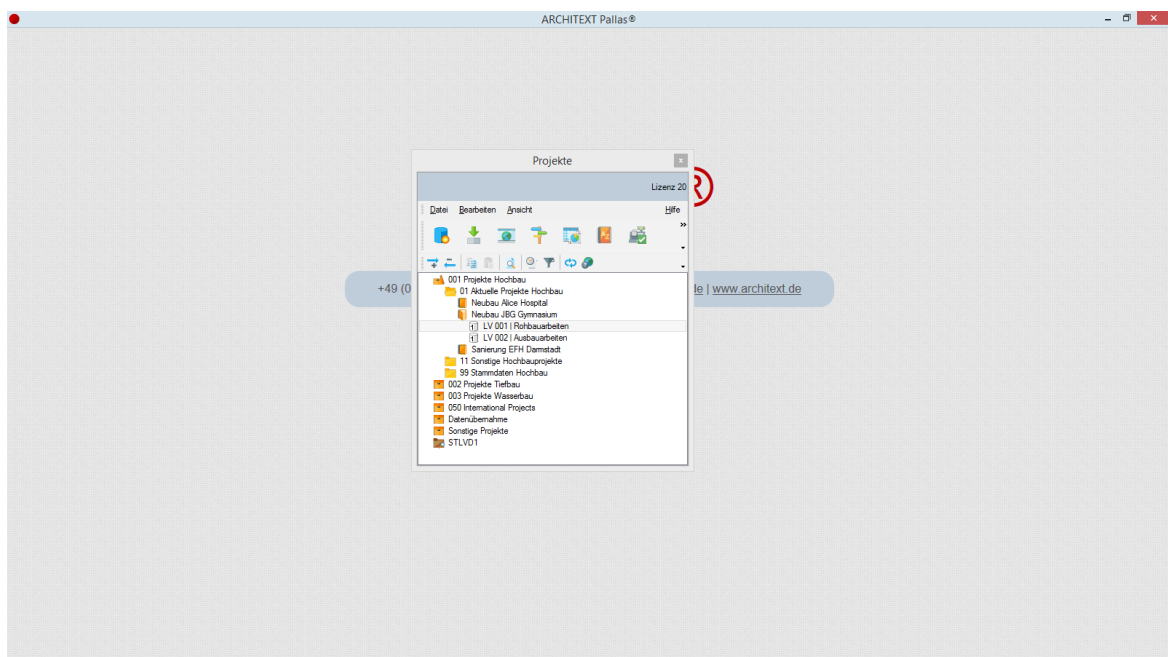 ARCHITEXT Pallas®
Projekte
Lizenz 20
®
Datei Bearbeiten Ansicht Hilfe
001 Projekte Hochbau
01 Aktuelle Projekte Hochbau
+49 (0
Neubau Alice Hospital
le | www.architext.de
Neubau JBG Gymnasium
LV 001 | Rohbauarbeiten
LV 002 | Ausbauarbeiten
Sanierung EFH Darmstadt
11 Sonstige Hochbauprojekte
99 Stammdaten Hochbau
002 Projekte Tiefbau
003 Projekte Wasserbau
050 International Projects
Datenübernahme
Sonstige Projekte
STLVD1